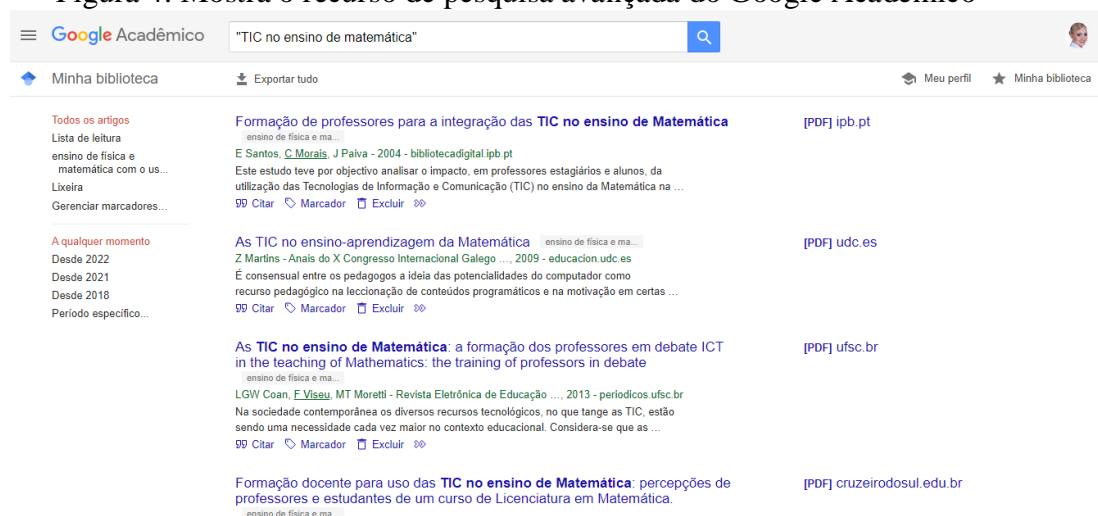 Figura 4: Mostra o recurso de pesquisa avançada do Google Acadêmico
Google Acadêmico
"TIC no ensino de matemática"
Minha biblioteca
Exportar tudo
Meu perfil
Minha biblioteca
Todos os artigos
Lista de leitura
ensino de física e
matemática com o us...
Lixeira
Gerenciar marcadores...
A qualquer momento
Desde 2022
Desde 2021
Desde 2018
Período específico...
Formação de professores para a integração das TIC no ensino de Matemática
ensino de física e ma...
E Santos, C Morais, J Paiva - 2004 - bibliotecadigital.ipb.pt
Este estudo teve por objectivo analisar o impacto, em professores estagiários e alunos, da
utilização das Tecnologias de Informação e Comunicação (TIC) no ensino da Matemática na ...
Citar Marcador Excluir
[PDF] ipb.pt
As TIC no ensino-aprendizagem da Matemática ensino de física e ma...
Z Martins - Anais do X Congresso Internacional Galego ..., 2009 - educacion.udc.es
É consensual entre os pedagogos a ideia das potencialidades do computador como
recurso pedagógico na leccionação de conteúdos programáticos e na motivação em certas ...
Citar Marcador Excluir
[PDF] udc.es
As TIC no ensino de Matemática: a formação dos professores em debate ICT
in the teaching of Mathematics: the training of professors in debate
ensino de física e ma...
LGW Coan, F Viseu, MT Moretti - Revista Eletrônica de Educação ..., 2013 - periodicos.ufsc.br
Na sociedade contemporânea os diversos recursos tecnológicos, no que tange as TIC, estão
sendo uma necessidade cada vez maior no contexto educacional. Considera-se que as ...
Citar Marcador Excluir
[PDF] ufsc.br
Formação docente para uso das TIC no ensino de Matemática: percepções de
professores e estudantes de um curso de Licenciatura em Matemática.
ensino de física e ma...
[PDF] cruzeirodosul.edu.br